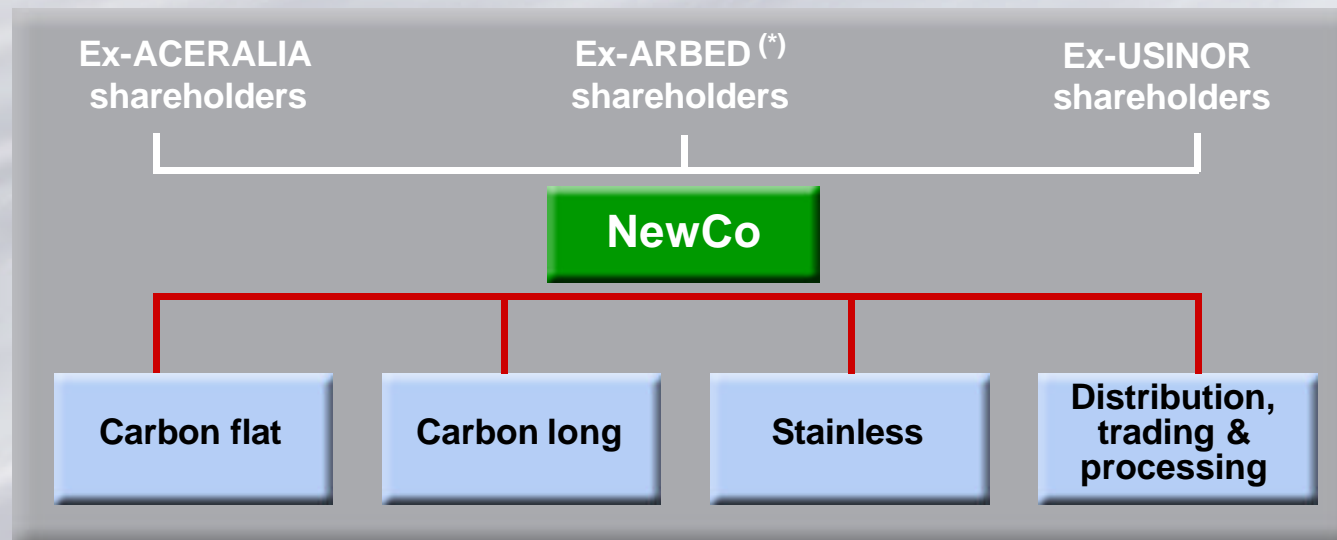 Ex-ACERALIA
shareholders
Ex-ARBED (*)
shareholders
Ex-USINOR
shareholders
NewCo
Carbon flat
Carbon long
Stainless
Distribution,
trading &
processing